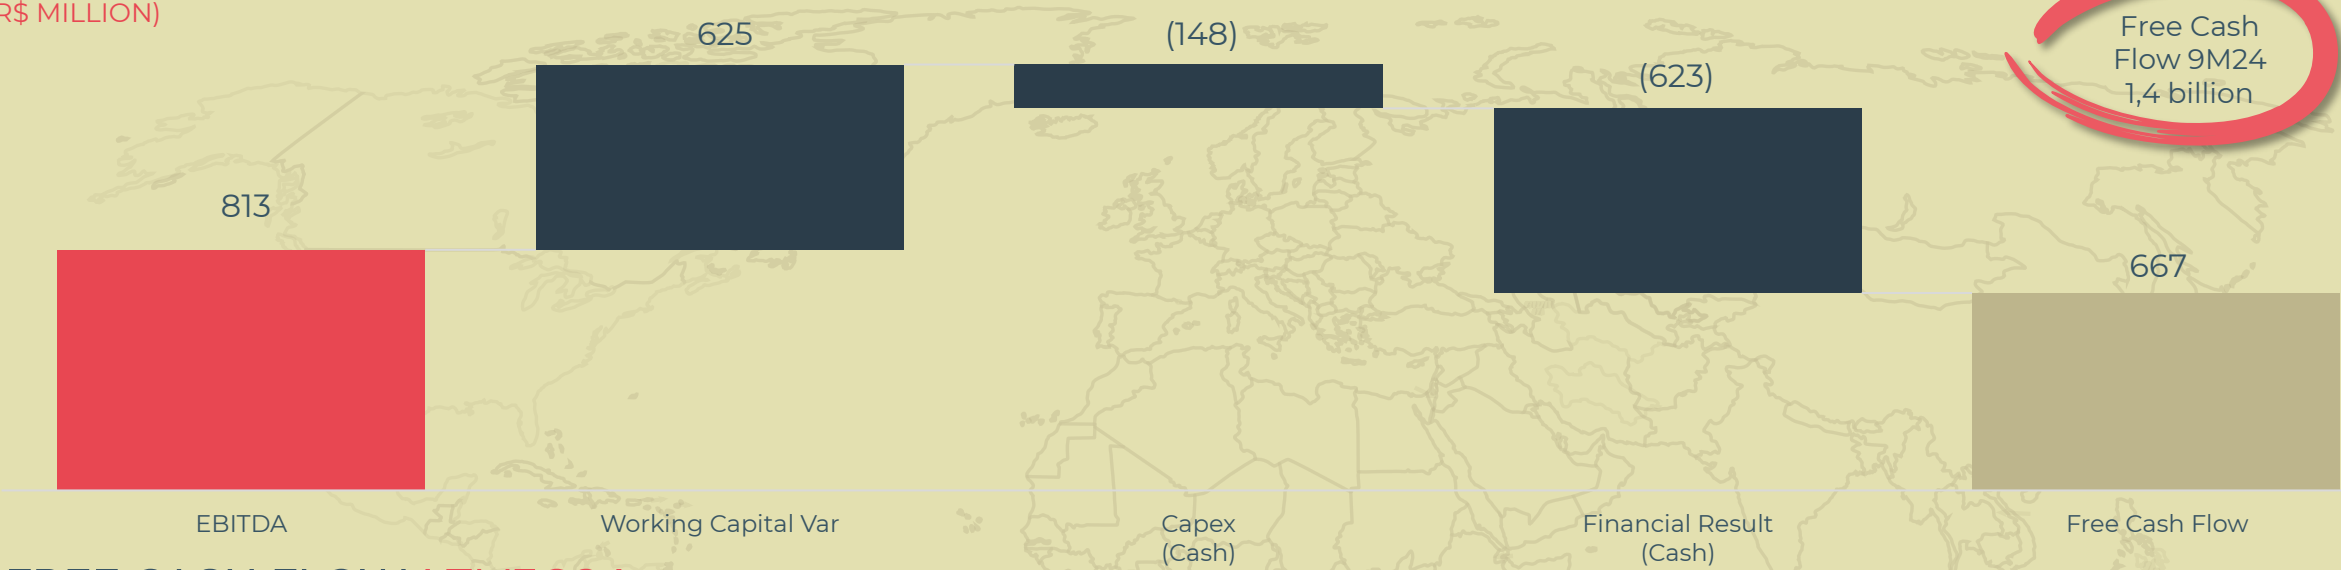 R$ MILLION)
625
(148)
(623)
Free Cash
Flow 9M24
1,4 billion
813
667
EBITDA
Working Capital Var
Capex
(Cash)
Financial Result
(Cash)
Free Cash Flow